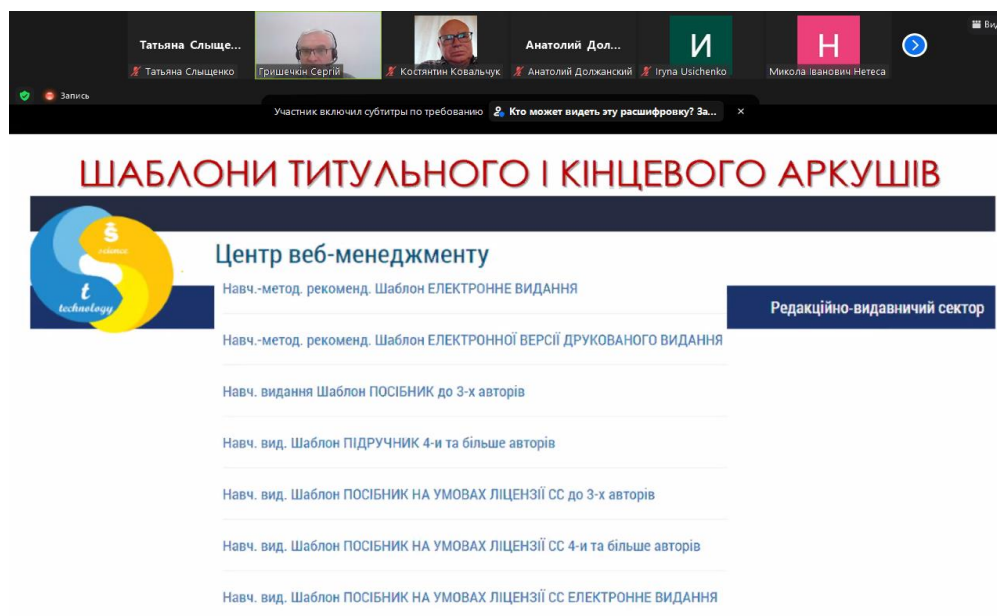 Ви
Татьяна Слыще...
Анатолий Дол...
И
Н
Татьяна Слыщенко
Гришечкін Сергій
Костянтин Ковальчук
Анатолий Должанский
Iryna Usichenko
Микола Іванович Нетеса
Запись
Участник включил субтитры по требованию Кто может видеть эту расшифровку? За... ×
ШАБЛОНИ ТИТУЛЬНОГО І КІНЦЕВОГО АРКУШІВ
Š
science
t
technology
Центр веб-менеджменту
Навч.-метод. рекоменд. Шаблон ЕЛЕКТРОННЕ ВИДАННЯ
Редакційно-видавничий сектор
Навч.-метод. рекоменд. Шаблон ЕЛЕКТРОННОЇ ВЕРСІЇ ДРУКОВАНОГО ВИДАННЯ
Навч. видання Шаблон ПОСІБНИК до 3-х авторів
Навч. вид. Шаблон ПІДРУЧНИК 4-и та більше авторів
Навч. вид. Шаблон ПОСІБНИК НА УМОВАХ ЛІЦЕНЗІЇ СС до 3-х авторів
Навч. вид. Шаблон ПОСІБНИК НА УМОВАХ ЛІЦЕНЗІЇ СС 4-и та більше авторів
Навч. вид. Шаблон ПОСІБНИК НА УМОВАХ ЛІЦЕНЗІЇ СС ЕЛЕКТРОННЕ ВИДАННЯ